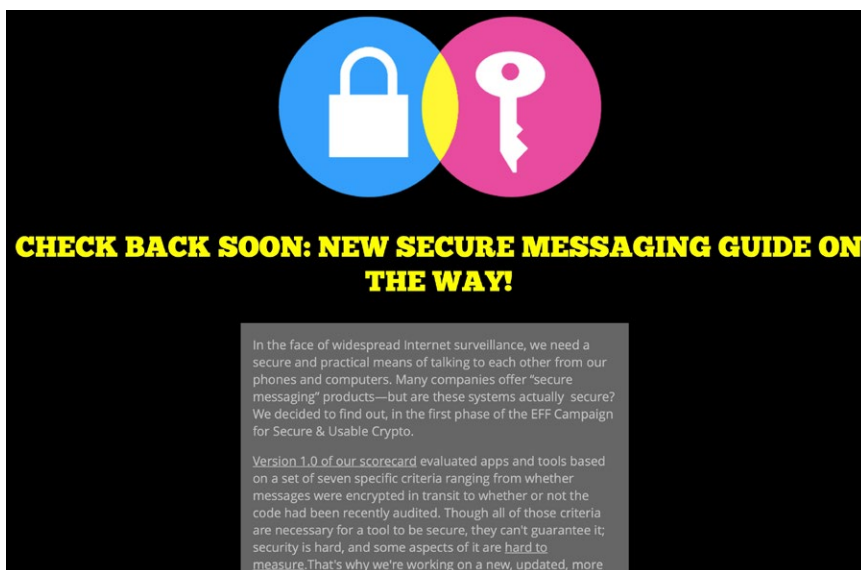 CHECK BACK SOON: NEW SECURE MESSAGING GUIDE ON
THE WAY!
In the face of widespread Internet surveillance, we need a
secure and practical means of talking to each other from our
phones and computers. Many companies offer “secure
messaging” products—but are these systems actually  secure?
We decided to find out, in the first phase of the EFF Campaign
for Secure & Usable Crypto.
Version 1.0 of our scorecard evaluated apps and tools based
on a set of seven specific criteria ranging from whether
messages were encrypted in transit to whether or not the
code had been recently audited. Though all of those criteria
are necessary for a tool to be secure, they can't guarantee it;
security is hard, and some aspects of it are hard to
measure.That's why we're working on a new, updated, more